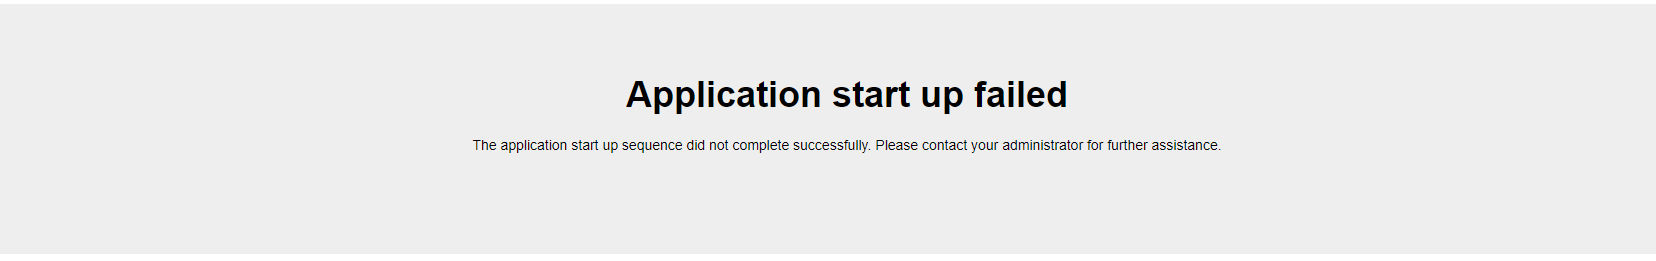 Application start up failed
The application start up sequence did not complete successfully. Please contact your administrator for further assistance.